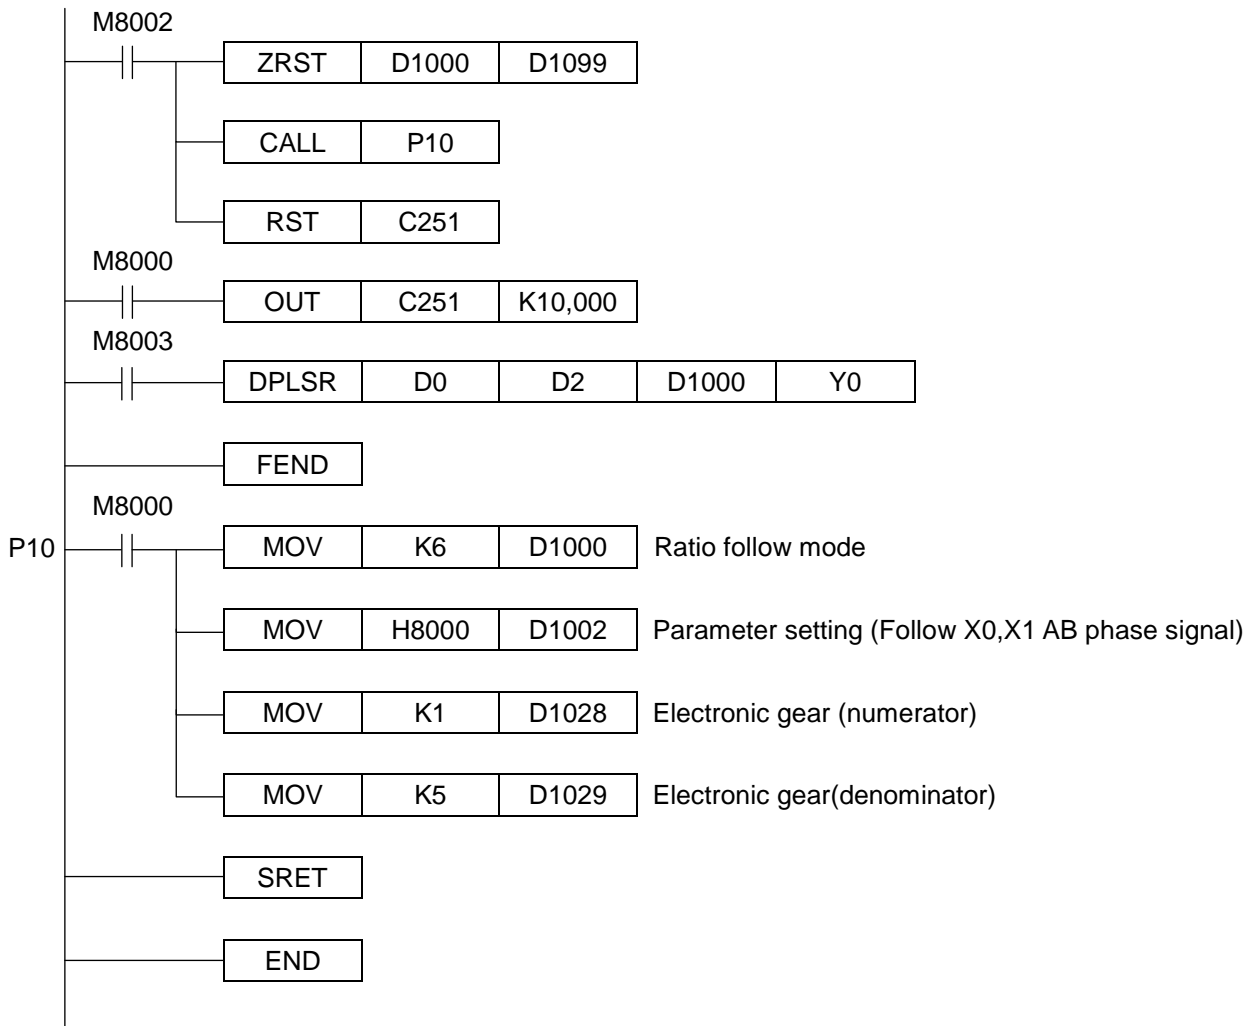 M8002
ZRST D1000 D1099
CALL P10
RST C251
M8000
OUT C251 K10,000
M8003
DPLSR D0 D2 D1000 Y0
FEND
M8000
P10 MOV K6 D1000 Ratio follow mode
MOV H8000 D1002 Parameter setting (Follow X0,X1 AB phase signal)
MOV K1 D1028 Electronic gear (numerator)
MOV K5 D1029 Electronic gear(denominator)
SRET
END